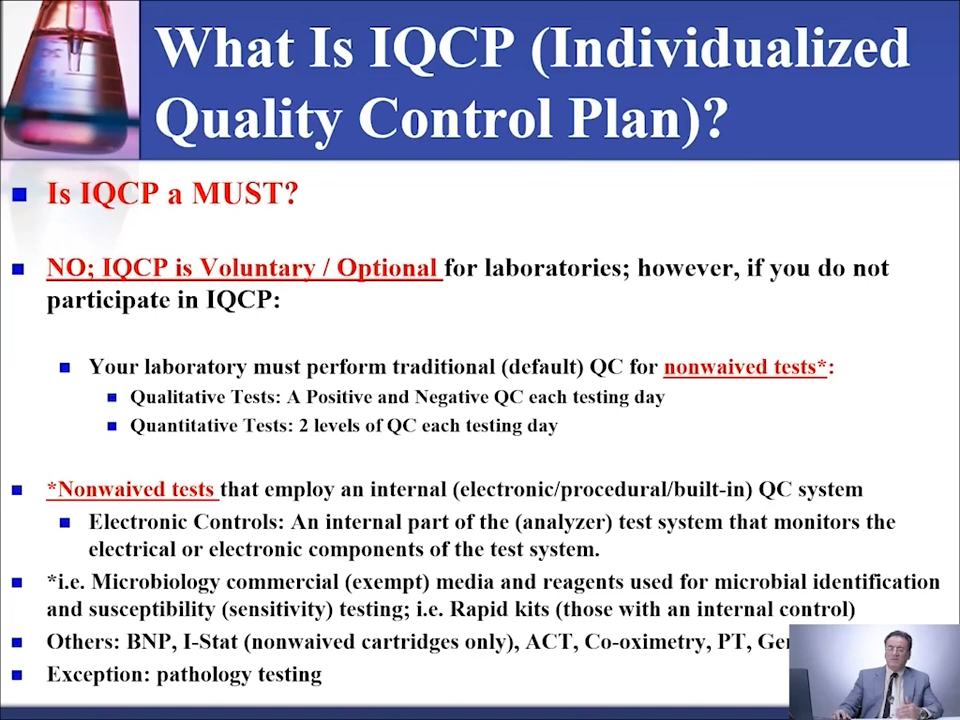 What Is IQCP (Individualized
Quality Control Plan)?
Is IQCP a MUST?
NO; IQCP is Voluntary / Optional for laboratories; however, if you do not
participate in IQCP:
Your laboratory must perform traditional (default) QC for nonwaived tests*:
Qualitative Tests: A Positive and Negative QC each testing day
Quantitative Tests: 2 levels of QC each testing day
*Nonwaived tests that employ an internal (electronic/procedural/built-in) QC system
Electronic Controls: An internal part of the (analyzer) test system that monitors the
electrical or electronic components of the test system.
*i.e. Microbiology commercial (exempt) media and reagents used for microbial identification
and susceptibility (sensitivity) testing; i.e. Rapid kits (those with an internal control)
Others: BNP, I-Stat (nonwaived cartridges only), ACT, Co-oximetry, PT,
Exception: pathology testing